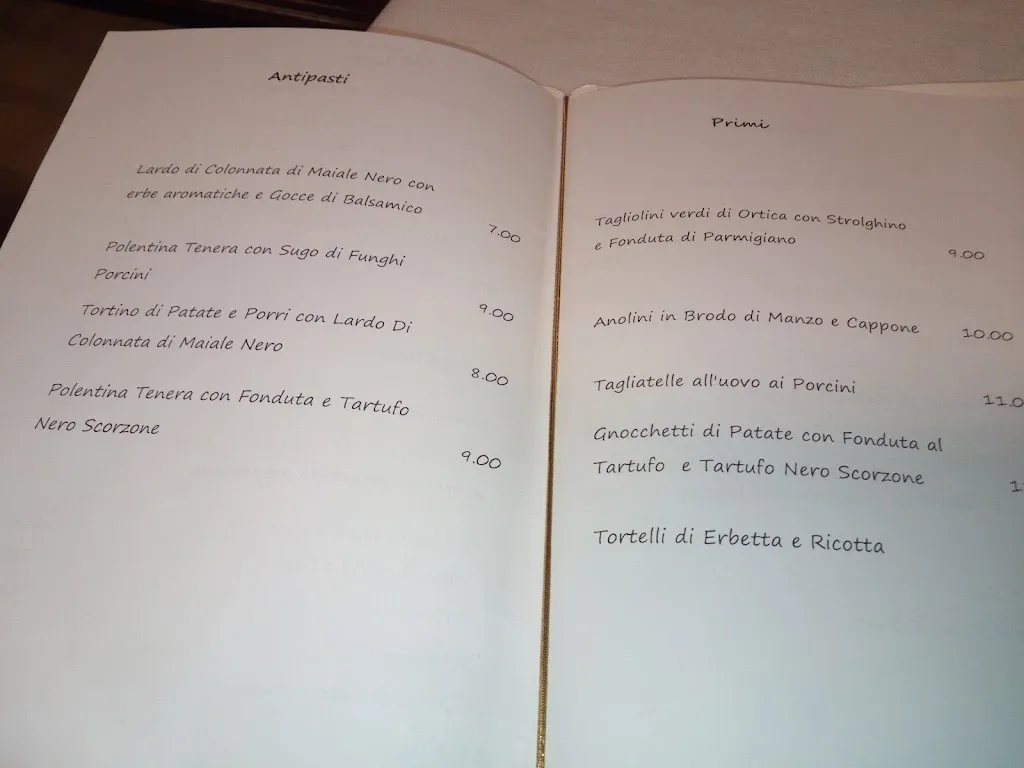 Antipasti
Lardo di Colonnata di Maiale Nero con
erbe aromatiche e Gocce di Balsamico
7.00
Polentina Tenera con Sugo di Funghi
Porcini
9.00
Tortino di Patate e Porri con Lardo Di
Colonnata di Maiale Nero
8.00
Polentina Tenera con Fonduta e Tartufo
Nero Scorzone
9.00
Primi
Tagliolini verdi di Ortica con Strolghino
e Fonduta di Parmigiano
9.00
Anolini in Brodo di Manzo e Cappone 10.00
Tagliatelle all'uovo ai Porcini 11.0
Gnocchetti di Patate con Fonduta al
Tartufo e Tartufo Nero Scorzone
Tortelli di Erbetta e Ricotta